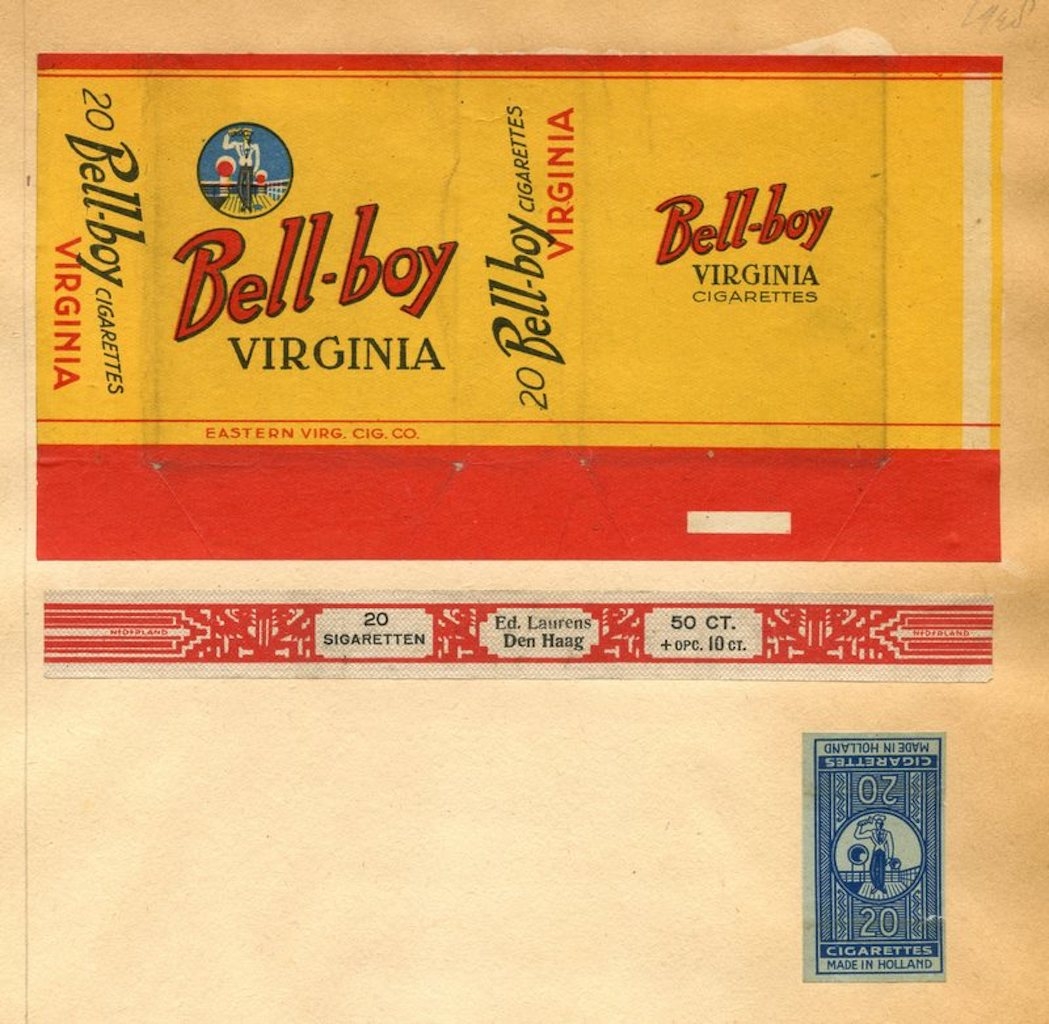 20 Bell-boy CIGARETTES
VIRGINIA
Bell-boy
VIRGINIA
EASTERN VIRG. CIG. CO.
20 Bell-boy CIGARETTES
VIRGINIA
Bell-boy
VIRGINIA
CIGARETTES
NEDERLAND
20
SIGARETTEN
Ed. Laurens
Den Haag
50 CT.
+ OPC. 10 CT.
NEDERLAND
MADE IN HOLLAND
CIGARETTES
20
20
CIGARETTES
MADE IN HOLLAND